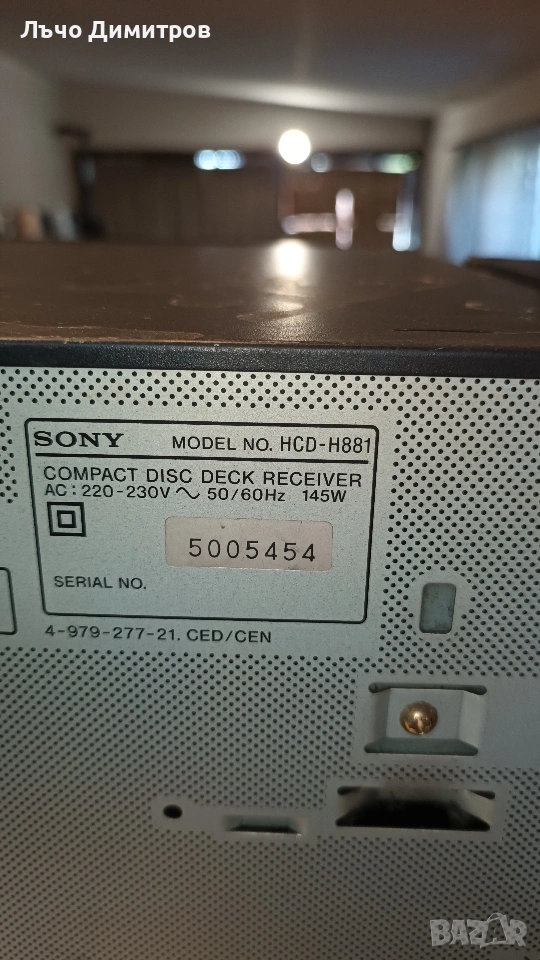 Лъчо Димитров
SONY MODEL NO. HCD-H881
COMPACT DISC DECK RECEIVER
AC: 220-230V ~ 50/60Hz 145W
5005454
SERIAL NO.
4-979-277-21. CED/CEN
BAZAR